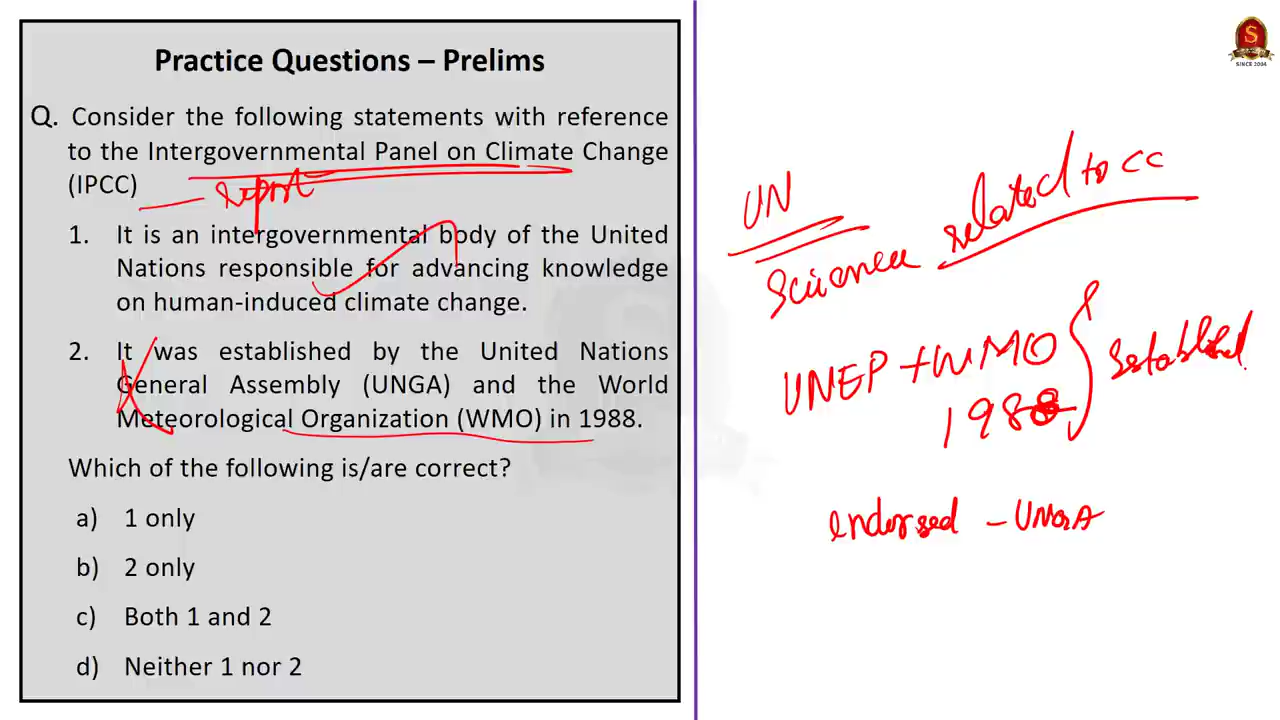 Practice Questions – Prelims
Q. Consider the following statements with reference
to the Intergovernmental Panel on Climate Change
(IPCC)
report
1. It is an intergovernmental body of the United
Nations responsible for advancing knowledge
on human-induced climate change.
2. It was established by the United Nations
General Assembly (UNGA) and the World
Meteorological Organization (WMO) in 1988.
Which of the following is/are correct?
a) 1 only
b) 2 only
c) Both 1 and 2
d) Neither 1 nor 2
S
SINCE 2004
UN
Science related to CC
UNEP + WMO
1988
established
endorsed - UNGA